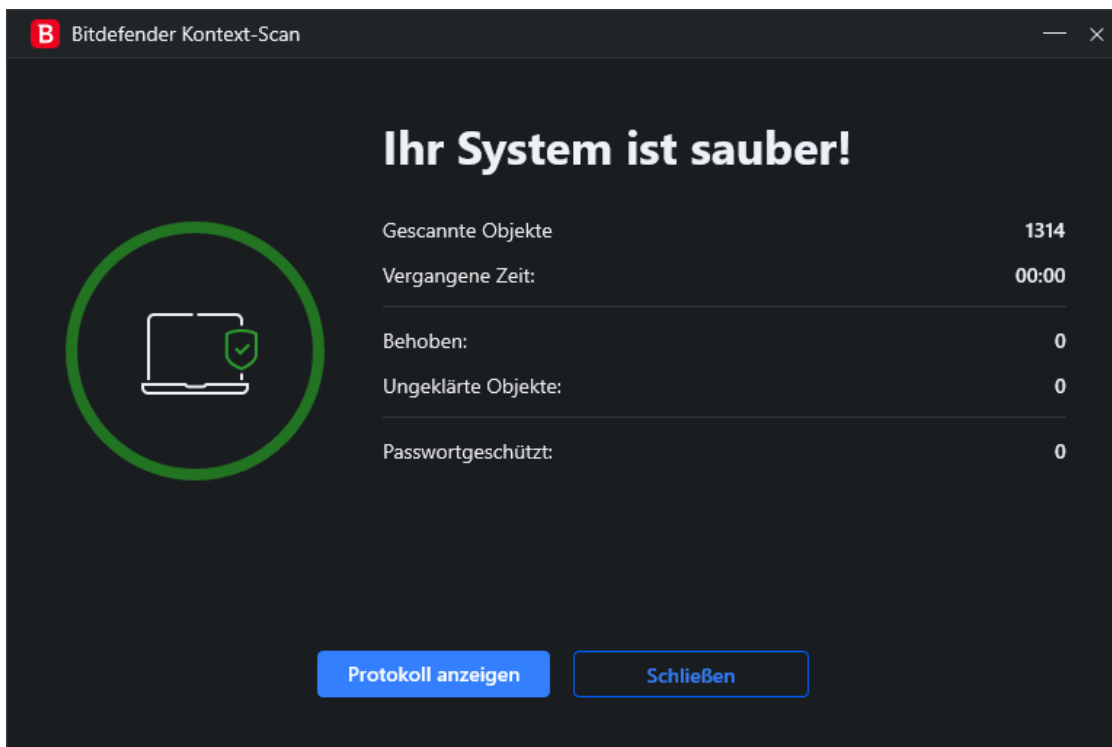 B Bitdefender Kontext-Scan
Ihr System ist sauber!
Gescannte Objekte 1314
Vergangene Zeit: 00:00
Behoben: 0
Ungeklärte Objekte: 0
Passwortgeschützt: 0
Protokoll anzeigen Schließen